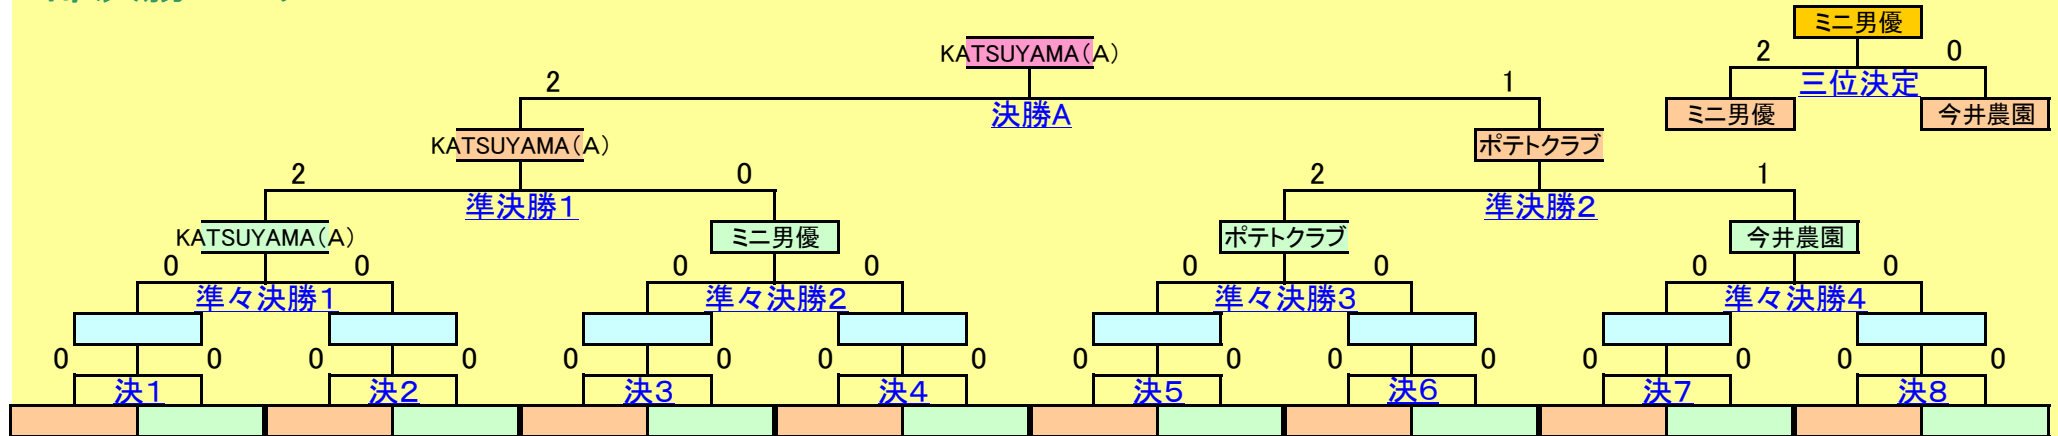 ミニ男優
KATSUYAMA(A)
2 0
三位決定
2 1
決勝A
ミニ男優 今井農園
KATSUYAMA(A) ポテトクラブ
2 0 2 1
準決勝1 準決勝2
KATSUYAMA(A) ミニ男優 ポテトクラブ 今井農園
0 0 0 0 0 0 0 0
準々決勝1 準々決勝2 準々決勝3 準々決勝4
0 0 0 0 0 0 0 0 0 0 0 0 0 0 0 0
決1 決2 決3 決4 決5 決6 決7 決8